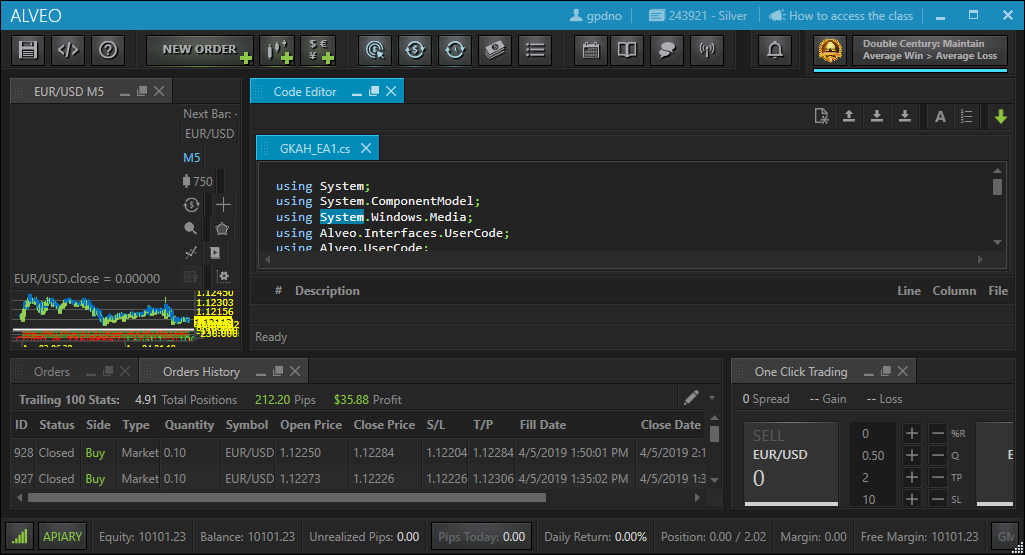 ALVEO
gpdno
243921 - Silver
How to access the class
NEW ORDER
Double Century: Maintain
Average Win > Average Loss
EUR/USD M5
Next Bar: -
EUR/USD
M5
750
EUR/USD.close = 0.00000
1.12450
1.12303
1.12156
Code Editor
GKAH_EA1.cs
using System;
using System.ComponentModel;
using System.Windows.Media;
using Alveo.Interfaces.UserCode;
using Alveo.UserCode;
# Description Line Column File
Ready
Orders
Orders History
Trailing 100 Stats: 4.91 Total Positions 212.20 Pips $35.88 Profit
ID Status Side Type Quantity Symbol Open Price Close Price S/L T/P Fill Date Close Date
928 Closed Buy Market 0.10 EUR/USD 1.12250 1.12284 1.12204 1.12284 4/5/2019 1:50:01 PM 4/5/2019 2:1
927 Closed Buy Market 0.10 EUR/USD 1.12273 1.12226 1.12226 1.12306 4/5/2019 1:35:02 PM 4/5/2019 1:3
One Click Trading
0 Spread -- Gain -- Loss
SELL
EUR/USD
0
0 + − %R
0.50 + − Q
2 + − TP
10 + − SL
E
APIARY
Equity: 10101.23
Balance: 10101.23
Unrealized Pips: 0.00
Pips Today: 0.00
Daily Return: 0.00%
Position: 0.00 / 2.02
Margin: 0.00
Free Margin: 10101.23
GM